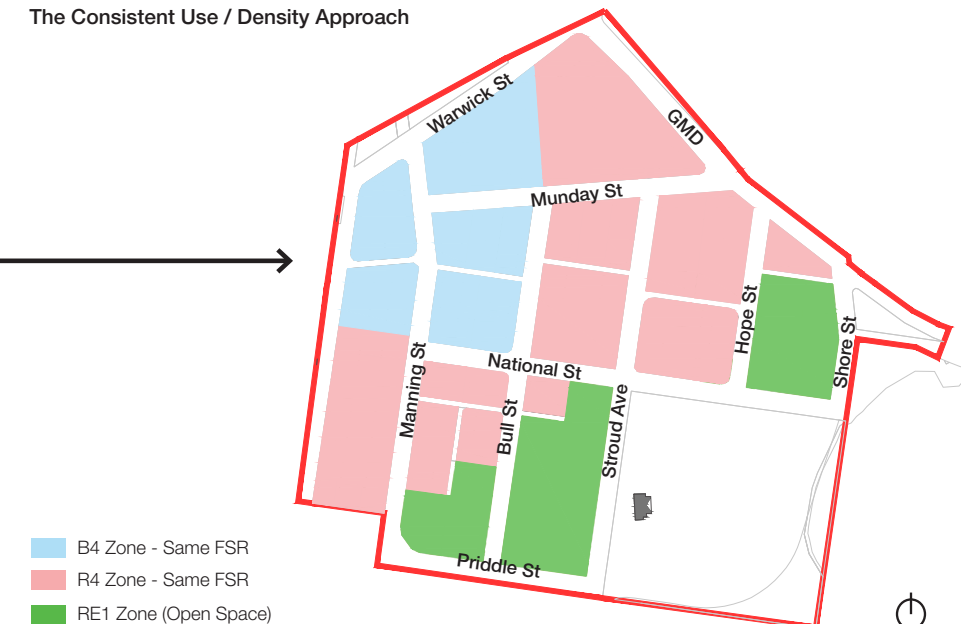 The Consistent Use / Density Approach
Warwick St
GMD
Munday St
Hope St
Shore St
National St
Manning St
Bull St
Stroud Ave
Priddle St
B4 Zone - Same FSR
R4 Zone - Same FSR
RE1 Zone (Open Space)